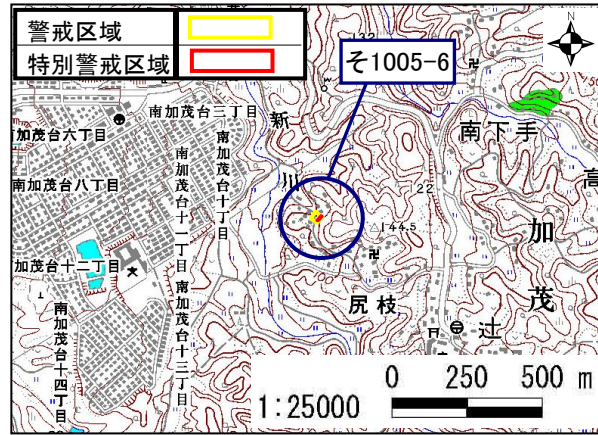 警戒区域
特別警戒区域
そ1005-6
N
132
南加茂台三丁目
新
南下手
加茂台六丁目
南加茂台八丁目
南加茂台十一丁目
南加茂台十丁目
川
22
高
144.5
加
茂
加茂台十二丁目
尻枝
辻
南加茂台十四丁目
南加茂台十三丁目
0 250 500 m
1:25000